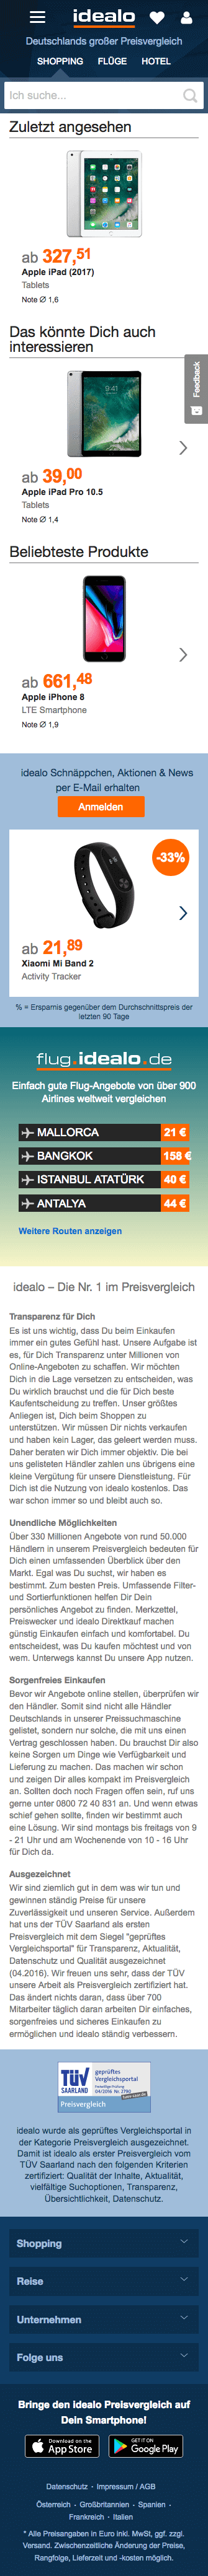 idealo
Deutschlands großer Preisvergleich
SHOPPING FLÜGE HOTEL
Ich suche...
Zuletzt angesehen
ab 327,51
Apple iPad (2017)
Tablets
Note Ø 1,6
Das könnte Dich auch
interessieren
Feedback
ab 39,00
Apple iPad Pro 10.5
Tablets
Note Ø 1,4
Beliebteste Produkte
ab 661,48
Apple iPhone 8
LTE Smartphone
Note Ø 1,9
idealo Schnäppchen, Aktionen & News
per E-Mail erhalten
Anmelden
-33%
ab 21,89
Xiaomi Mi Band 2
Activity Tracker
% = Ersparnis gegenüber dem Durchschnittspreis der
letzten 90 Tage
flug.idealo.de
Einfach gute Flug-Angebote von über 900
Airlines weltweit vergleichen
MALLORCA 21 €
BANGKOK 158 €
ISTANBUL ATATÜRK 40 €
ANTALYA 44 €
Weitere Routen anzeigen
idealo – Die Nr. 1 im Preisvergleich
Transparenz für Dich
Es ist uns wichtig, dass Du beim Einkaufen
immer ein gutes Gefühl hast. Unsere Aufgabe ist
es, für Dich Transparenz unter Millionen von
Online-Angeboten zu schaffen. Wir möchten
Dich in die Lage versetzen zu entscheiden, was
Du wirklich brauchst und die für Dich beste
Kaufentscheidung zu treffen. Unser größtes
Anliegen ist, Dich beim Shoppen zu
unterstützen. Wir müssen Dir nichts verkaufen
und haben kein Lager, das geleert werden muss.
Daher beraten wir Dich immer objektiv. Die bei
uns gelisteten Händler zahlen uns übrigens eine
kleine Vergütung für unsere Dienstleistung. Für
Dich ist die Nutzung von idealo kostenlos. Das
war schon immer so und bleibt auch so.
Unendliche Möglichkeiten
Über 330 Millionen Angebote von rund 50.000
Händlern in unserem Preisvergleich bedeuten für
Dich einen umfassenden Überblick über den
Markt. Egal was Du suchst, wir haben es
bestimmt. Zum besten Preis. Umfassende Filter-
und Sortierfunktionen helfen Dir Dein
persönliches Angebot zu finden. Merkzettel,
Preiswecker und idealo Direktkauf machen
günstig Einkaufen einfach und komfortabel. Du
entscheidest, was Du kaufen möchtest und von
wem. Unterwegs kannst Du unsere App nutzen.
Sorgenfreies Einkaufen
Bevor wir Angebote online stellen, überprüfen wir
den Händler. Somit sind nicht alle Händler
Deutschlands in unserer Preissuchmaschine
gelistet, sondern nur solche, die mit uns einen
Vertrag geschlossen haben. Du brauchst Dir also
keine Sorgen um Dinge wie Verfügbarkeit und
Lieferung zu machen. Das machen wir schon
und zeigen Dir alles kompakt im Preisvergleich
an. Sollten doch noch Fragen offen sein, ruf uns
gerne unter 0800 72 40 831 an. Und wenn etwas
schief gehen sollte, finden wir bestimmt auch
eine Lösung. Wir sind montags bis freitags von 9
- 21 Uhr und am Wochenende von 10 - 16 Uhr
für Dich da.
Ausgezeichnet
Wir sind ziemlich gut in dem was wir tun und
gewinnen ständig Preise für unsere
Zuverlässigkeit und unseren Service. Außerdem
hat uns der TÜV Saarland als ersten
Preisvergleich mit dem Siegel "geprüftes
Vergleichsportal" für Transparenz, Aktualität,
Datenschutz und Qualität ausgezeichnet
(04.2016). Wir freuen uns sehr, dass der TÜV
unsere Arbeit als Preisvergleich zertifiziert hat.
Das ändert nichts daran, dass über 700
Mitarbeiter täglich daran arbeiten Dir einfaches,
sorgenfreies und sicheres Einkaufen zu
ermöglichen und idealo ständig verbessern.
TÜV
SAARLAND
geprüftes
Vergleichsportal
Preisvergleich
idealo wurde als geprüftes Vergleichsportal in
der Kategorie Preisvergleich ausgezeichnet.
Damit ist idealo als erster Preisvergleich vom
TÜV Saarland nach den folgenden Kriterien
zertifiziert: Qualität der Inhalte, Aktualität,
vielfältige Suchoptionen, Transparenz,
Übersichtlichkeit, Datenschutz.
Shopping
Reise
Unternehmen
Folge uns
Bringe den idealo Preisvergleich auf
Dein Smartphone!
Download on the
App Store
GET IT ON
Google Play
Datenschutz · Impressum / AGB
Österreich · Großbritannien · Spanien ·
Frankreich · Italien
* Alle Preisangaben in Euro inkl. MwSt, ggf. zzgl.
Versand. Zwischenzeitliche Änderung der Preise,
Rangfolge, Lieferzeit und -kosten möglich.